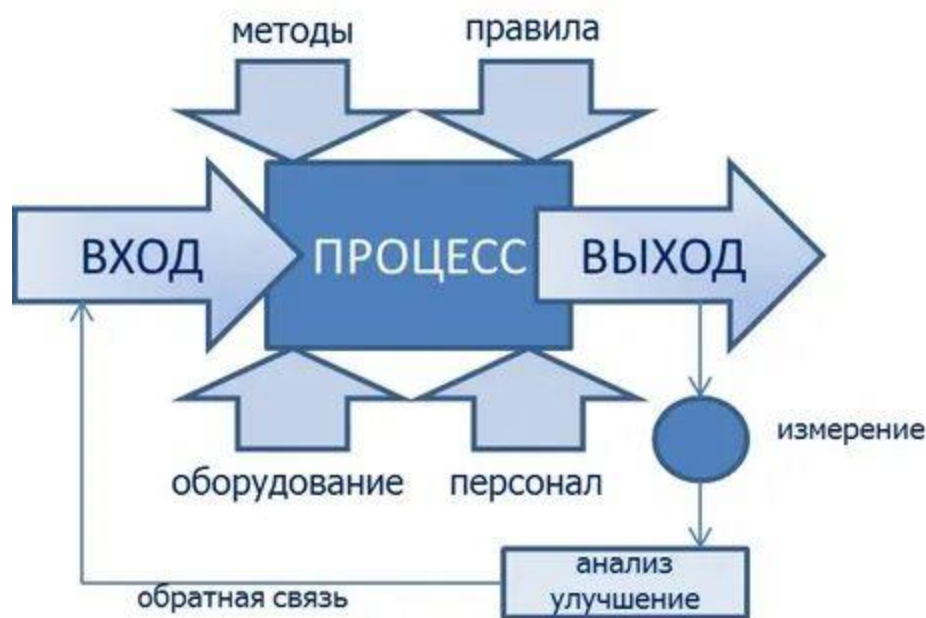 методы
правила
ВХОД
ПРОЦЕСС
ВЫХОД
измерение
оборудование
персонал
анализ
улучшение
обратная связь